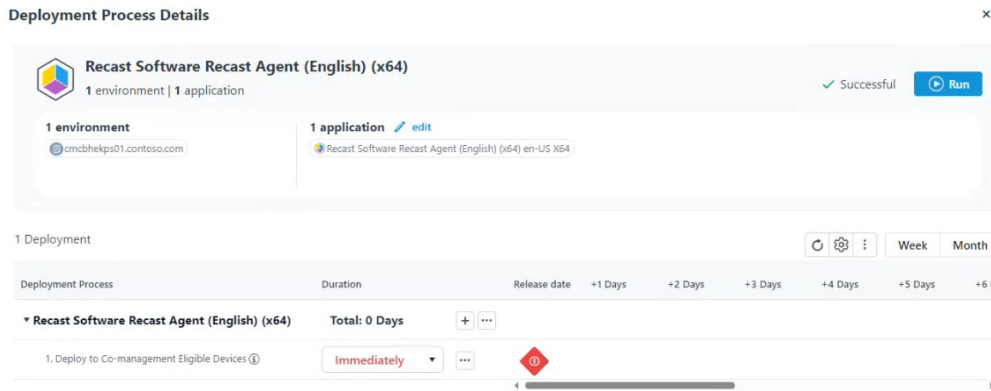 Deployment Process Details
Recast Software Recast Agent (English) (x64)
1 environment | 1 application
Successful
Run
1 environment
cmcbhekps01.contoso.com
1 application edit
Recast Software Recast Agent (English) (x64) en-US X64
1 Deployment
Week Month
Deployment Process Duration Release date +1 Days +2 Days +3 Days +4 Days +5 Days +6
Recast Software Recast Agent (English) (x64) Total: 0 Days
1. Deploy to Co-management Eligible Devices Immediately